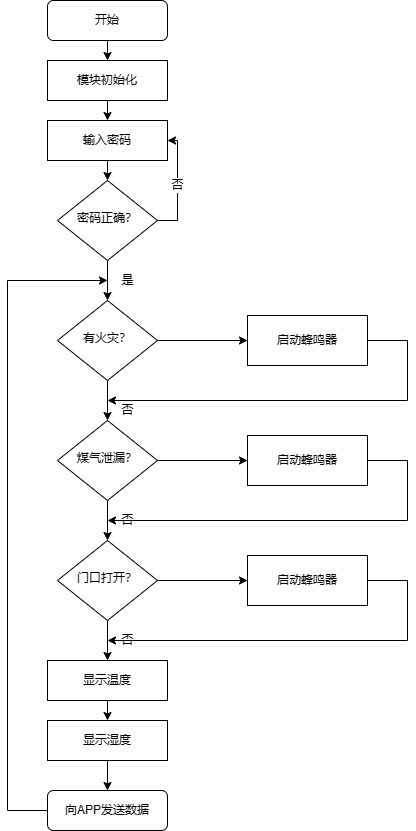 开始
模块初始化
输入密码
否
密码正确?
是
有火灾?
启动蜂鸣器
否
煤气泄漏?
启动蜂鸣器
否
门口打开?
启动蜂鸣器
否
显示温度
显示湿度
向APP发送数据